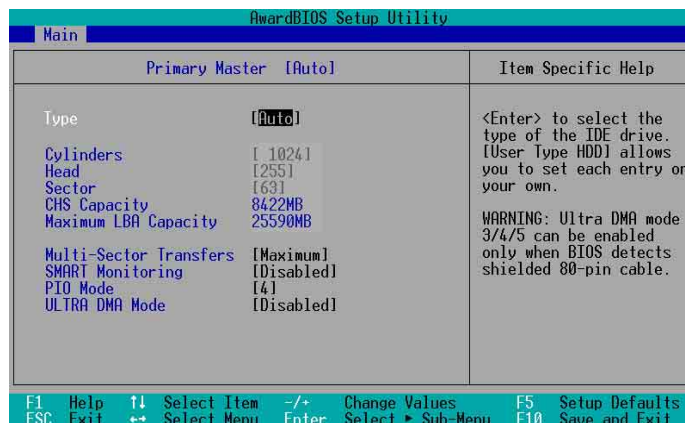 AwardBIOS Setup Utility
Main
Primary Master [Auto]
Item Specific Help
Type [Auto]
Cylinders [ 1024]
Head [255]
Sector [63]
CHS Capacity 8422MB
Maximum LBA Capacity 25590MB
Multi-Sector Transfers [Maximum]
SMART Monitoring [Disabled]
PIO Mode [4]
ULTRA DMA Mode [Disabled]
<Enter> to select the
type of the IDE drive.
[User Type HDD] allows
you to set each entry on
your own.
WARNING: Ultra DMA mode
3/4/5 can be enabled
only when BIOS detects
shielded 80-pin cable.
F1 Help ↑↓ Select Item -/+ Change Values F5 Setup Defaults
ESC Exit ↔ Select Menu Enter Select ▶ Sub-Menu F10 Save and Exit